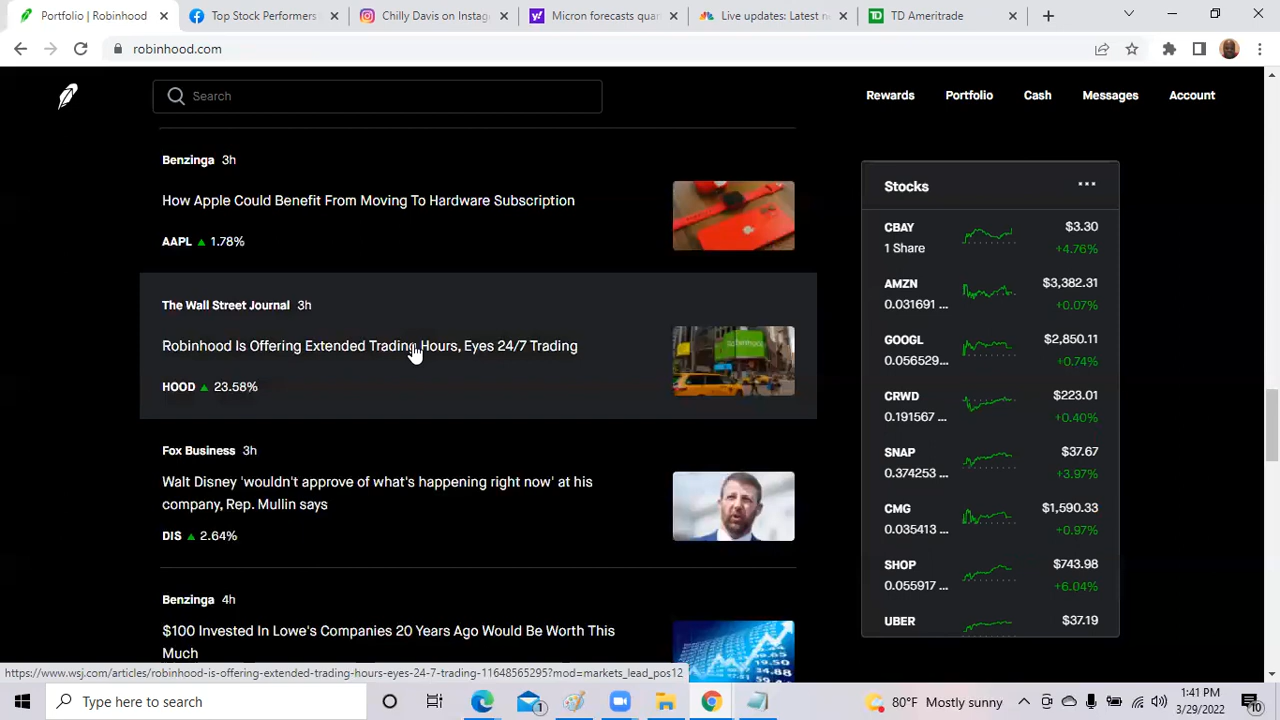 Portfolio | Robinhood
Top Stock Performers
Chilly Davis on Instag
Micron forecasts qua
Live updates: Latest n
TD Ameritrade
robinhood.com
Search
Rewards
Portfolio
Cash
Messages
Account
Benzinga 3h
How Apple Could Benefit From Moving To Hardware Subscription
AAPL 1.78%
The Wall Street Journal 3h
Robinhood Is Offering Extended Trading Hours, Eyes 24/7 Trading
HOOD 23.58%
Fox Business 3h
Walt Disney 'wouldn't approve of what's happening right now' at his
company, Rep. Mullin says
DIS 2.64%
Benzinga 4h
$100 Invested In Lowe's Companies 20 Years Ago Would Be Worth This
Much
Stocks
CBAY $3.30
1 Share +4.76%
AMZN $3,382.31
0.031691 ... +0.07%
GOOGL $2,850.11
0.056529... +0.74%
CRWD $223.01
0.191567 ... +0.40%
SNAP $37.67
0.374253 ... +3.97%
CMG $1,590.33
0.035413 ... +0.97%
SHOP $743.98
0.055917 ... +6.04%
UBER $37.19
https://www.wsj.com/articles/robinhood-is-offering-extended-trading-hours-eyes-24-7-trading-11648565295?mod=markets_lead_pos12
Type here to search
1
80°F Mostly sunny
1:41 PM
3/29/2022
10